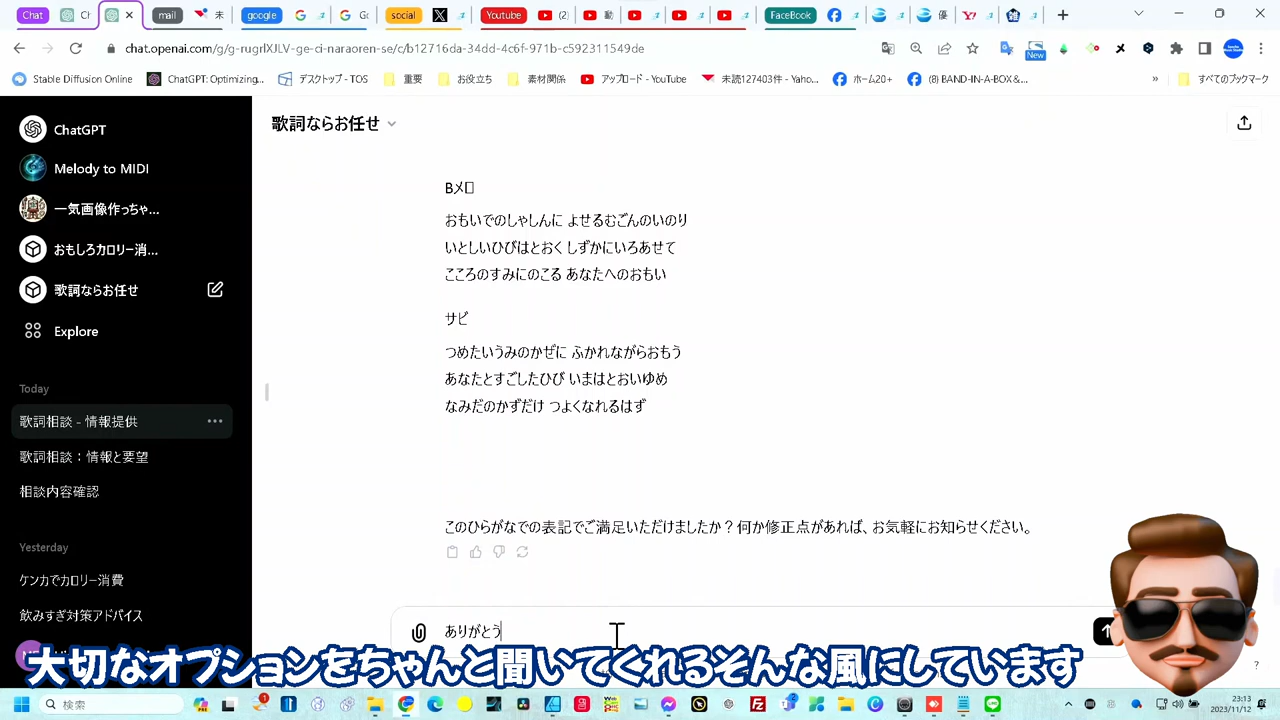 Chat
Ch
mail
未
google
G
Gc
social
Youtube
(2)
動
FaceBook
優
chat.openai.com/g/g-rugrIXJLV-ge-ci-naraoren-se/c/b12716da-34dd-4c6f-971b-c592311549de
New
Stable Diffusion Online
ChatGPT: Optimizing...
デスクトップ - TOS
重要
お役立ち
素材関係
アップロード - YouTube
未読127403件 - Yaho...
ホーム20+
(8) BAND-IN-A-BOX &...
»
すべてのブックマーク
ChatGPT
Melody to MIDI
一気画像作っちゃ...
おもしろカロリー消...
歌詞ならお任せ
Explore
Today
歌詞相談 - 情報提供
歌詞相談：情報と要望
相談内容確認
Yesterday
ケンカでカロリー消費
飲みすぎ対策アドバイス
歌詞ならお任せ
Bメロ
おもいでのしゃしんに よせるむごんのいのり
いとしいひびはとおく しずかにいろあせて
こころのすみにのこる あなたへのおもい
サビ
つめたいうみのかぜに ふかれながらおもう
あなたとすごしたひび いまはとおいゆめ
なみだのかずだけ つよくなれるはず
このひらがなでの表記でご満足いただけましたか？何か修正点があれば、お気軽にお知らせください。
ありがとう
?
大切なオプションをちゃんと聞いてくれるそんな風にしています
検索
23:13
2023/11/12